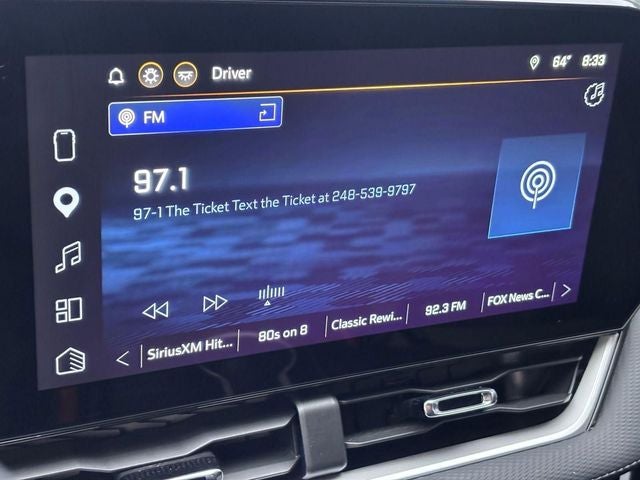 Driver
64° 8:33
FM
97.1
97-1 The Ticket Text the Ticket at 248-539-9797
SiriusXM Hit... 80s on 8 Classic Rewi... 92.3 FM FOX News C...